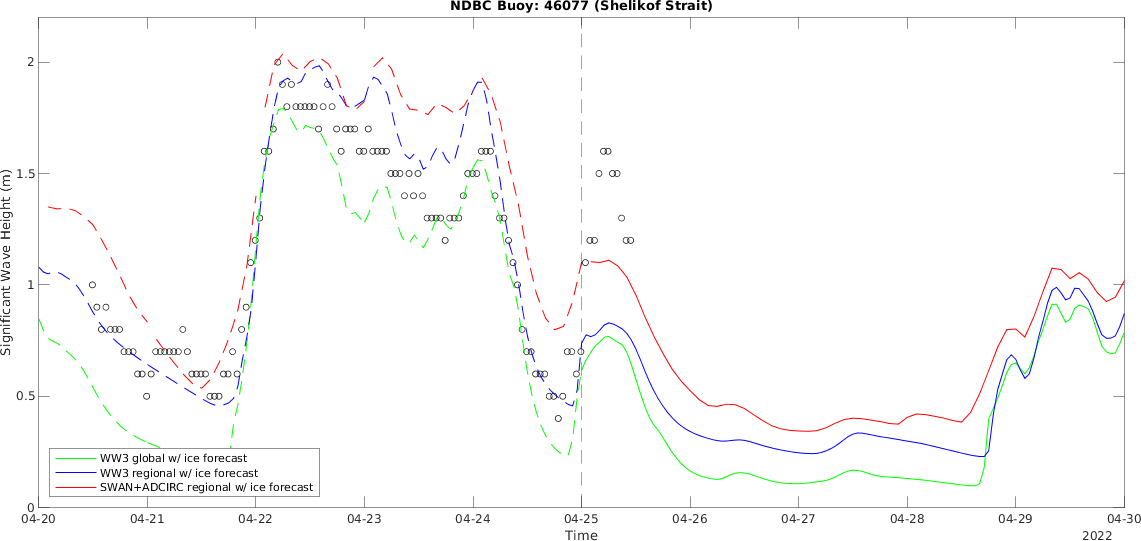 NDBC Buoy: 46077 (Shelikof Strait)
Significant Wave Height (m)
2
1.5
1
0.5
0
WW3 global w/ ice forecast
WW3 regional w/ ice forecast
SWAN+ADCIRC regional w/ ice forecast
04-20 04-21 04-22 04-23 04-24 04-25 04-26 04-27 04-28 04-29 04-30
Time
2022